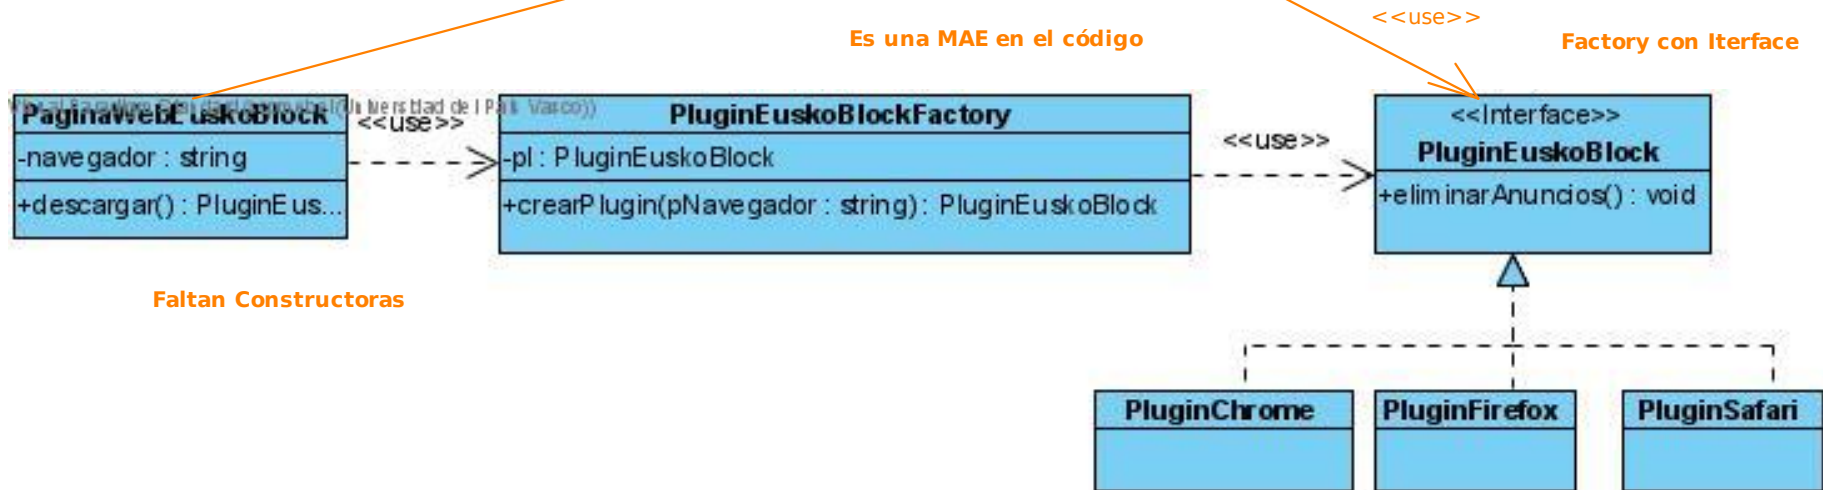 <<use>>
Es una MAE en el código
Factory con Iterface
PaginaWebEuskoBlock
<<use>>
PluginEuskoBlockFactory
<<use>>
<<Interface>>
PluginEuskoBlock
-navegador : string
-pl : PluginEuskoBlock
+descargar() : PluginEus...
+crearPlugin(pNavegador : string) : PluginEuskoBlock
+eliminarAnuncios() : void
Faltan Constructoras
PluginChrome
PluginFirefox
PluginSafari